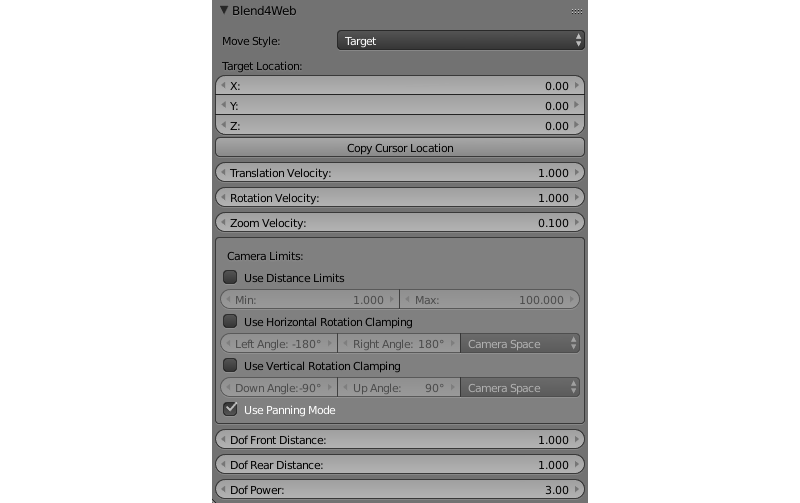 Blend4Web
Move Style: Target
Target Location:
X: 0.00
Y: 0.00
Z: 0.00
Copy Cursor Location
Translation Velocity: 1.000
Rotation Velocity: 1.000
Zoom Velocity: 0.100
Camera Limits:
Use Distance Limits
Min: 1.000 Max: 100.000
Use Horizontal Rotation Clamping
Left Angle: -180° Right Angle: 180° Camera Space
Use Vertical Rotation Clamping
Down Angle:-90° Up Angle: 90° Camera Space
Use Panning Mode
Dof Front Distance: 1.000
Dof Rear Distance: 1.000
Dof Power: 3.00